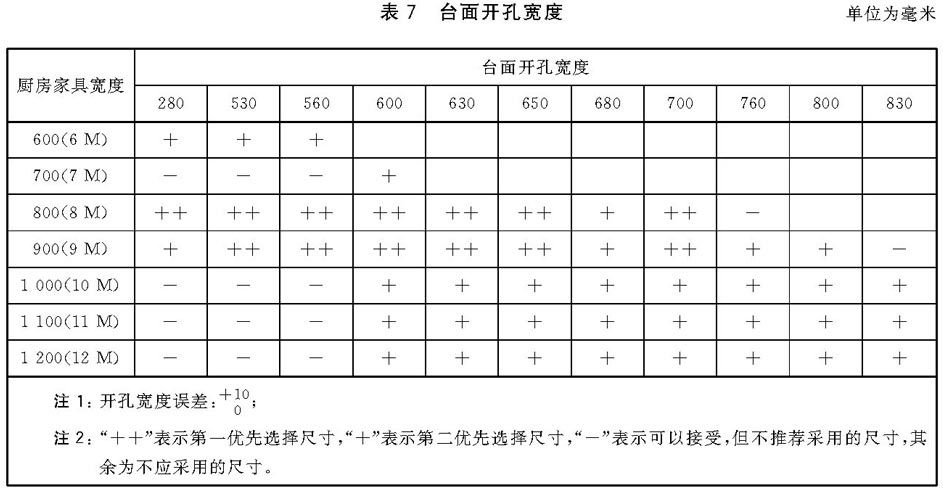 表 7 台面开孔宽度 单位为毫米
厨房家具宽度 台面开孔宽度
280 530 560 600 630 650 680 700 760 800 830
600(6 M) + + +
700(7 M) － － － +
800(8 M) ++ ++ ++ ++ ++ ++ + ++ －
900(9 M) + ++ ++ ++ ++ ++ + ++ + + －
1 000(10 M) － － － + + + + + + + +
1 100(11 M) － － － + + + + + + + +
1 200(12 M) － － － + + + + + + + +
注 1：开孔宽度误差：+10 0；
注 2：“++”表示第一优先选择尺寸，“+”表示第二优先选择尺寸，“－”表示可以接受，但不推荐采用的尺寸，其
余为不应采用的尺寸。